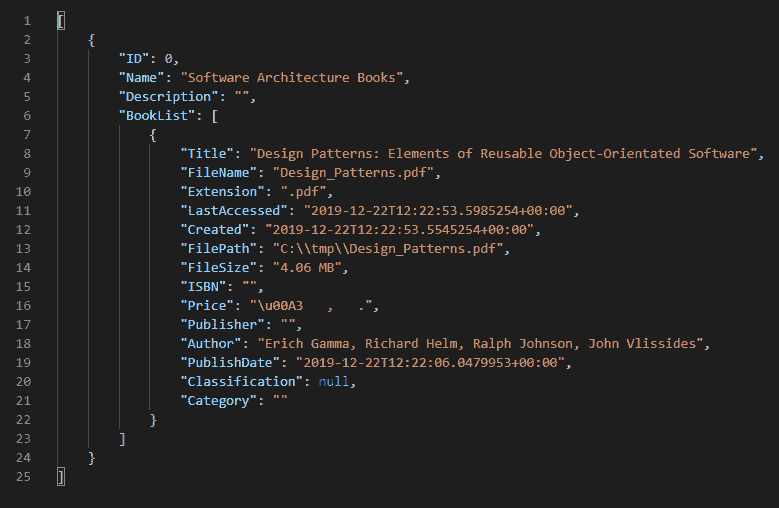 1 [
2 {
3 "ID": 0,
4 "Name": "Software Architecture Books",
5 "Description": "",
6 "BookList": [
7 {
8 "Title": "Design Patterns: Elements of Reusable Object-Orientated Software",
9 "FileName": "Design_Patterns.pdf",
10 "Extension": ".pdf",
11 "LastAccessed": "2019-12-22T12:22:53.5985254+00:00",
12 "Created": "2019-12-22T12:22:53.5545254+00:00",
13 "FilePath": "C:\\tmp\\Design_Patterns.pdf",
14 "FileSize": "4.06 MB",
15 "ISBN": "",
16 "Price": "\u00A3   ,   .",
17 "Publisher": "",
18 "Author": "Erich Gamma, Richard Helm, Ralph Johnson, John Vlissides",
19 "PublishDate": "2019-12-22T12:22:06.0479953+00:00",
20 "Classification": null,
21 "Category": ""
22 }
23 ]
24 }
25 ]